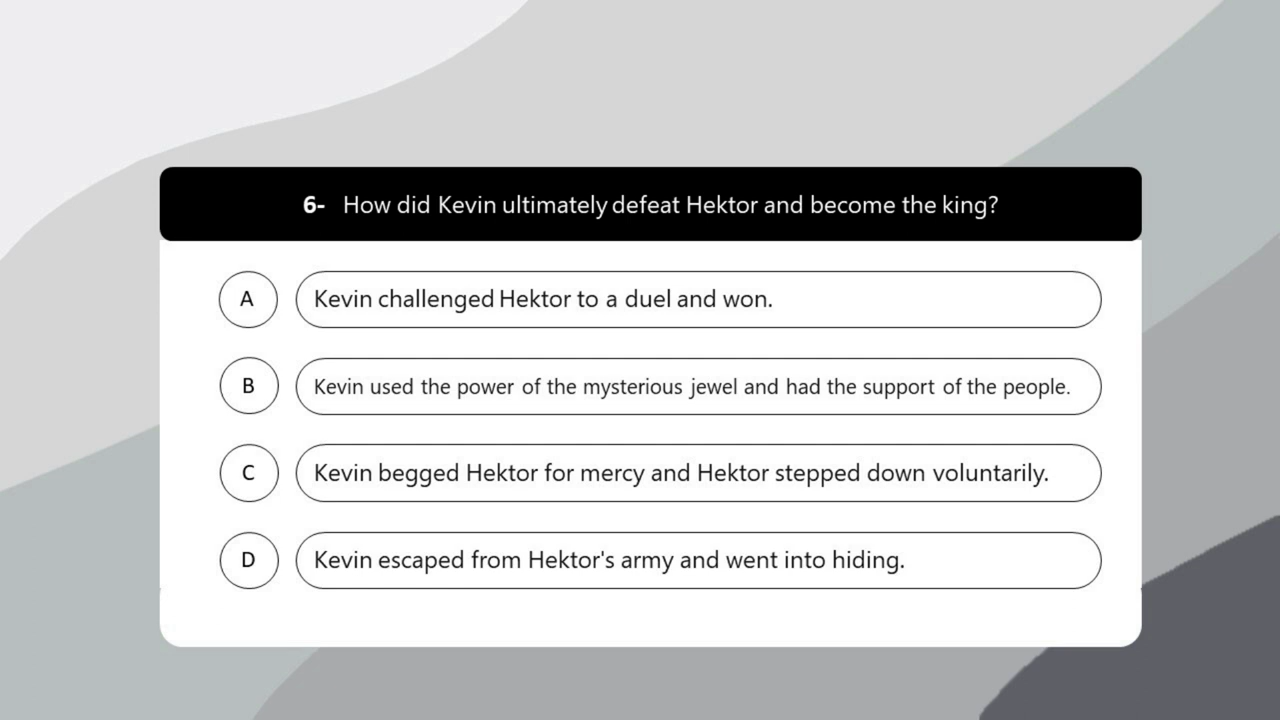 6- How did Kevin ultimately defeat Hektor and become the king?
A Kevin challenged Hektor to a duel and won.
B Kevin used the power of the mysterious jewel and had the support of the people.
C Kevin begged Hektor for mercy and Hektor stepped down voluntarily.
D Kevin escaped from Hektor's army and went into hiding.